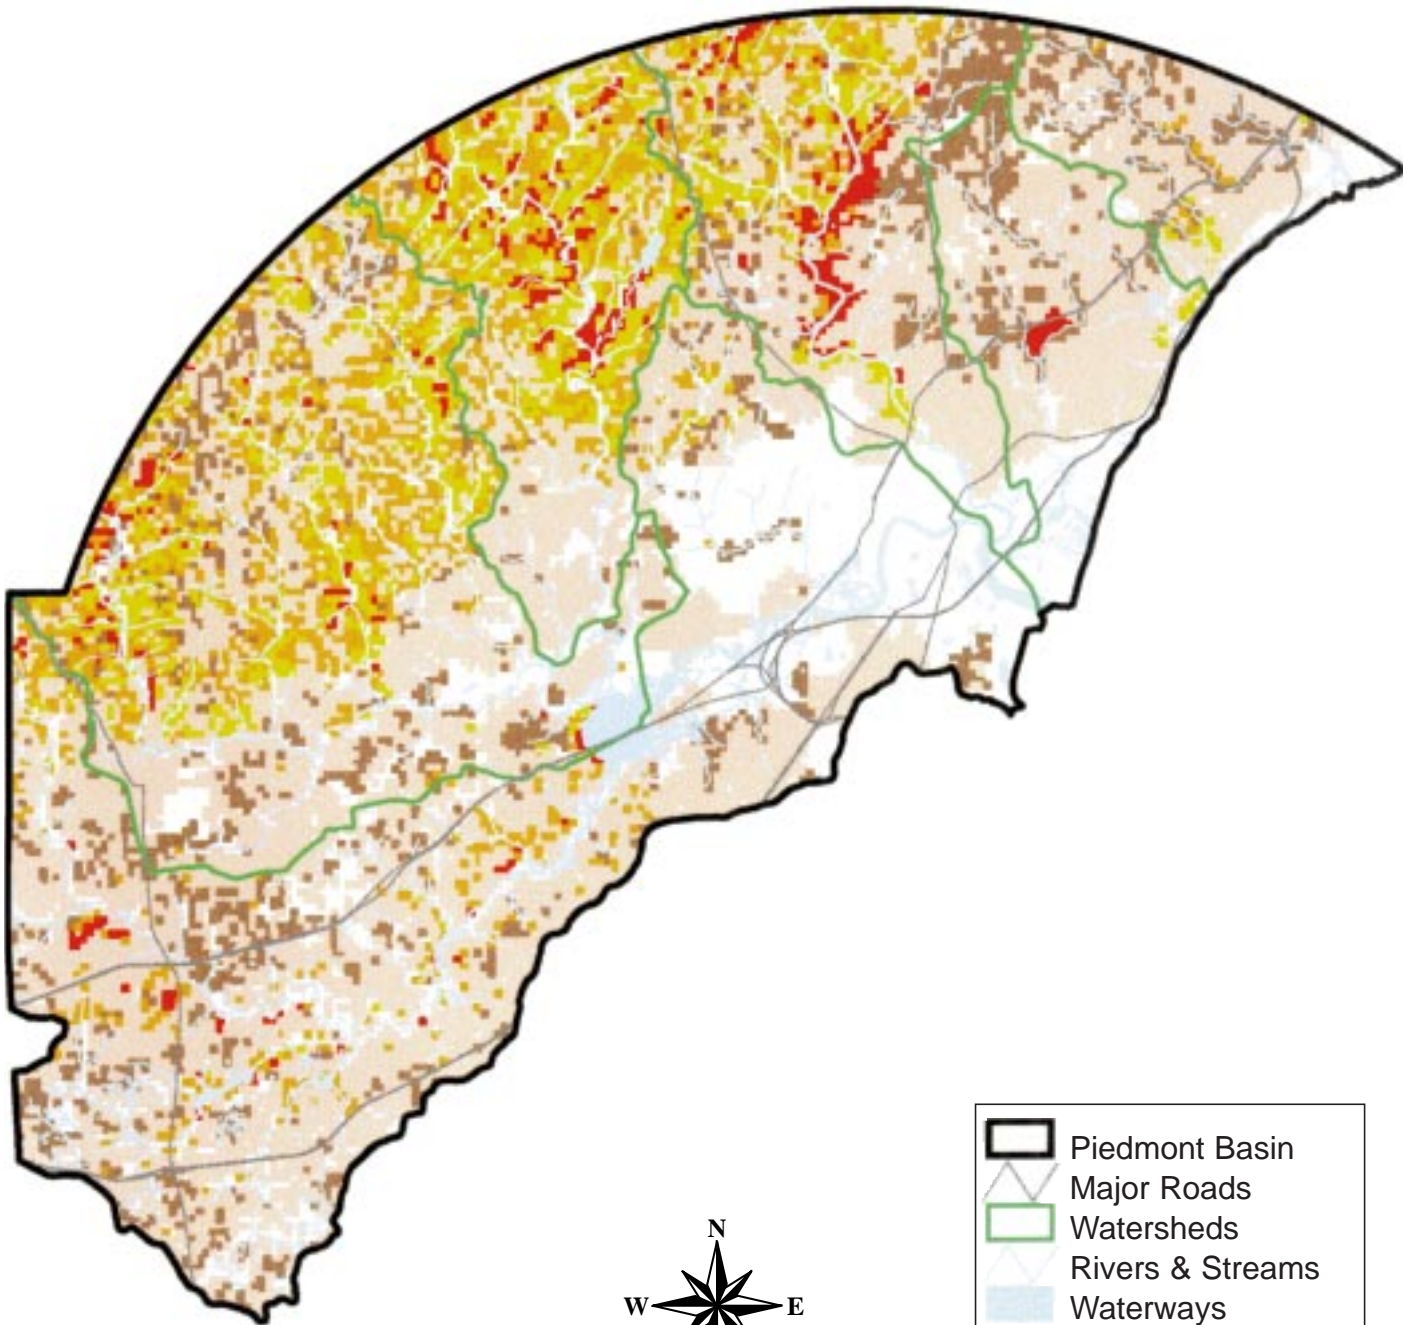 Piedmont Basin
Major Roads
Watersheds
Rivers & Streams
Waterways
N
W E